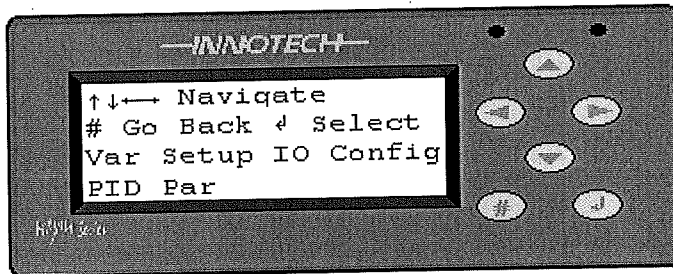 INNOTECH
↑↓←→ Navigate
# Go Back ↲ Select
Var Setup IO Config
PID Par
#